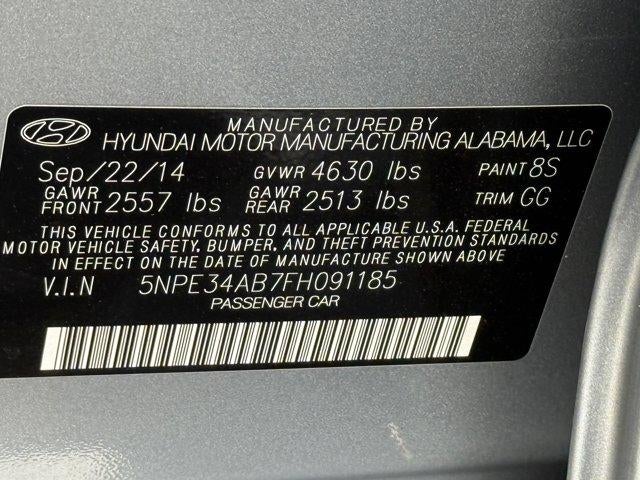 MANUFACTURED BY
HYUNDAI MOTOR MANUFACTURING ALABAMA, LLC
Sep/22/14 GVWR 4630 lbs PAINT 8S
GAWR FRONT 2557 lbs GAWR REAR 2513 lbs TRIM GG
THIS VEHICLE CONFORMS TO ALL APPLICABLE U.S.A. FEDERAL
MOTOR VEHICLE SAFETY, BUMPER, AND THEFT PREVENTION STANDARDS
IN EFFECT ON THE DATE OF MANUFACTURE SHOWN ABOVE
V.I.N 5NPE34AB7FH091185
PASSENGER CAR